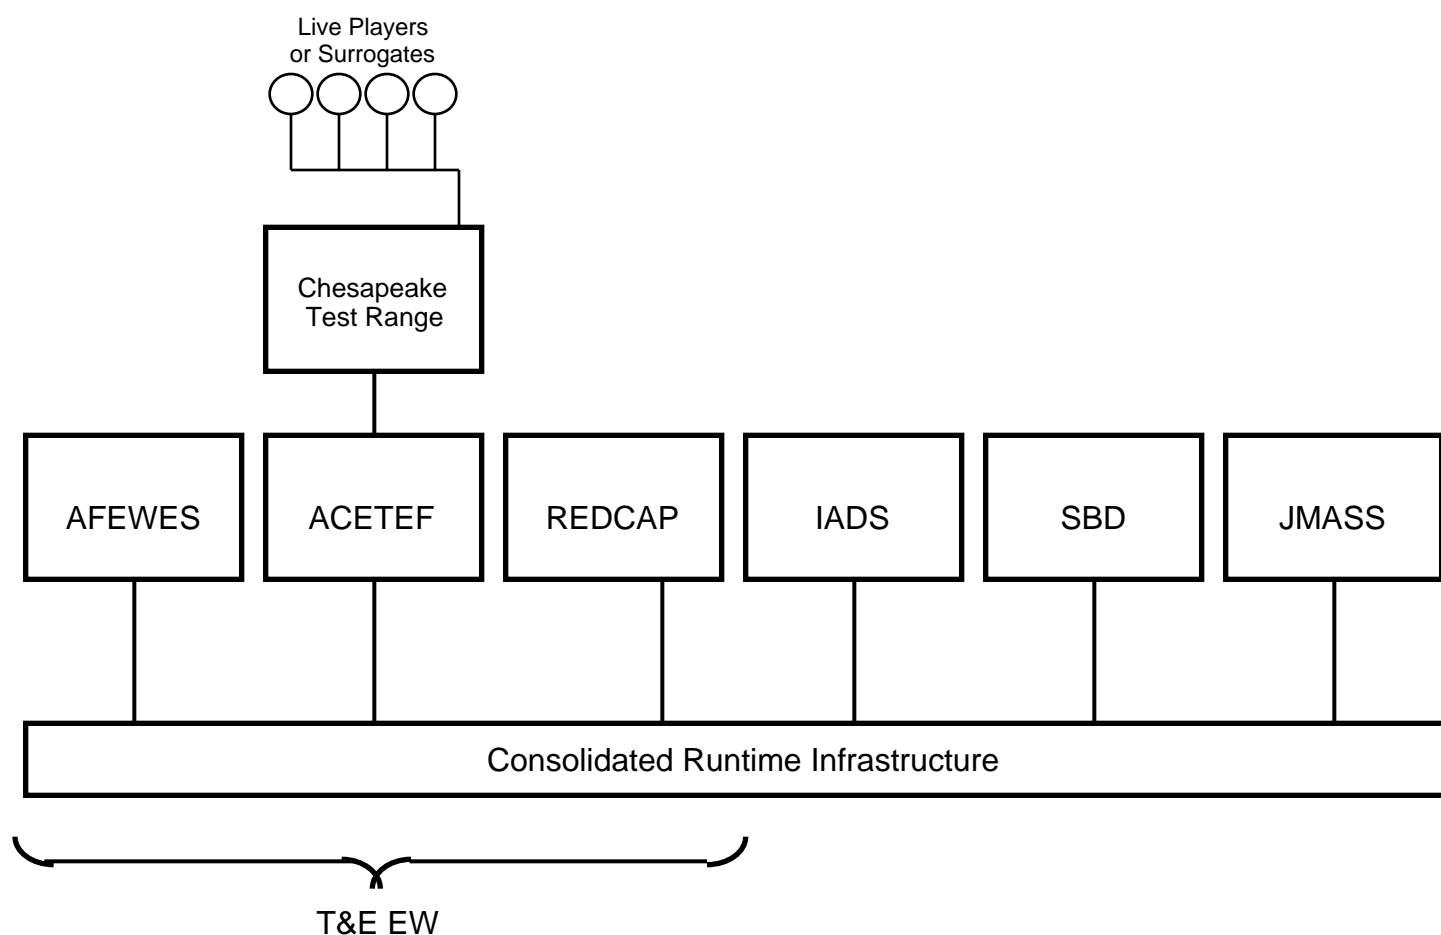 Live Players
or Surrogates
Chesapeake
Test Range
AFEWES
ACETEF
REDCAP
IADS
SBD
JMASS
Consolidated Runtime Infrastructure
T&E EW